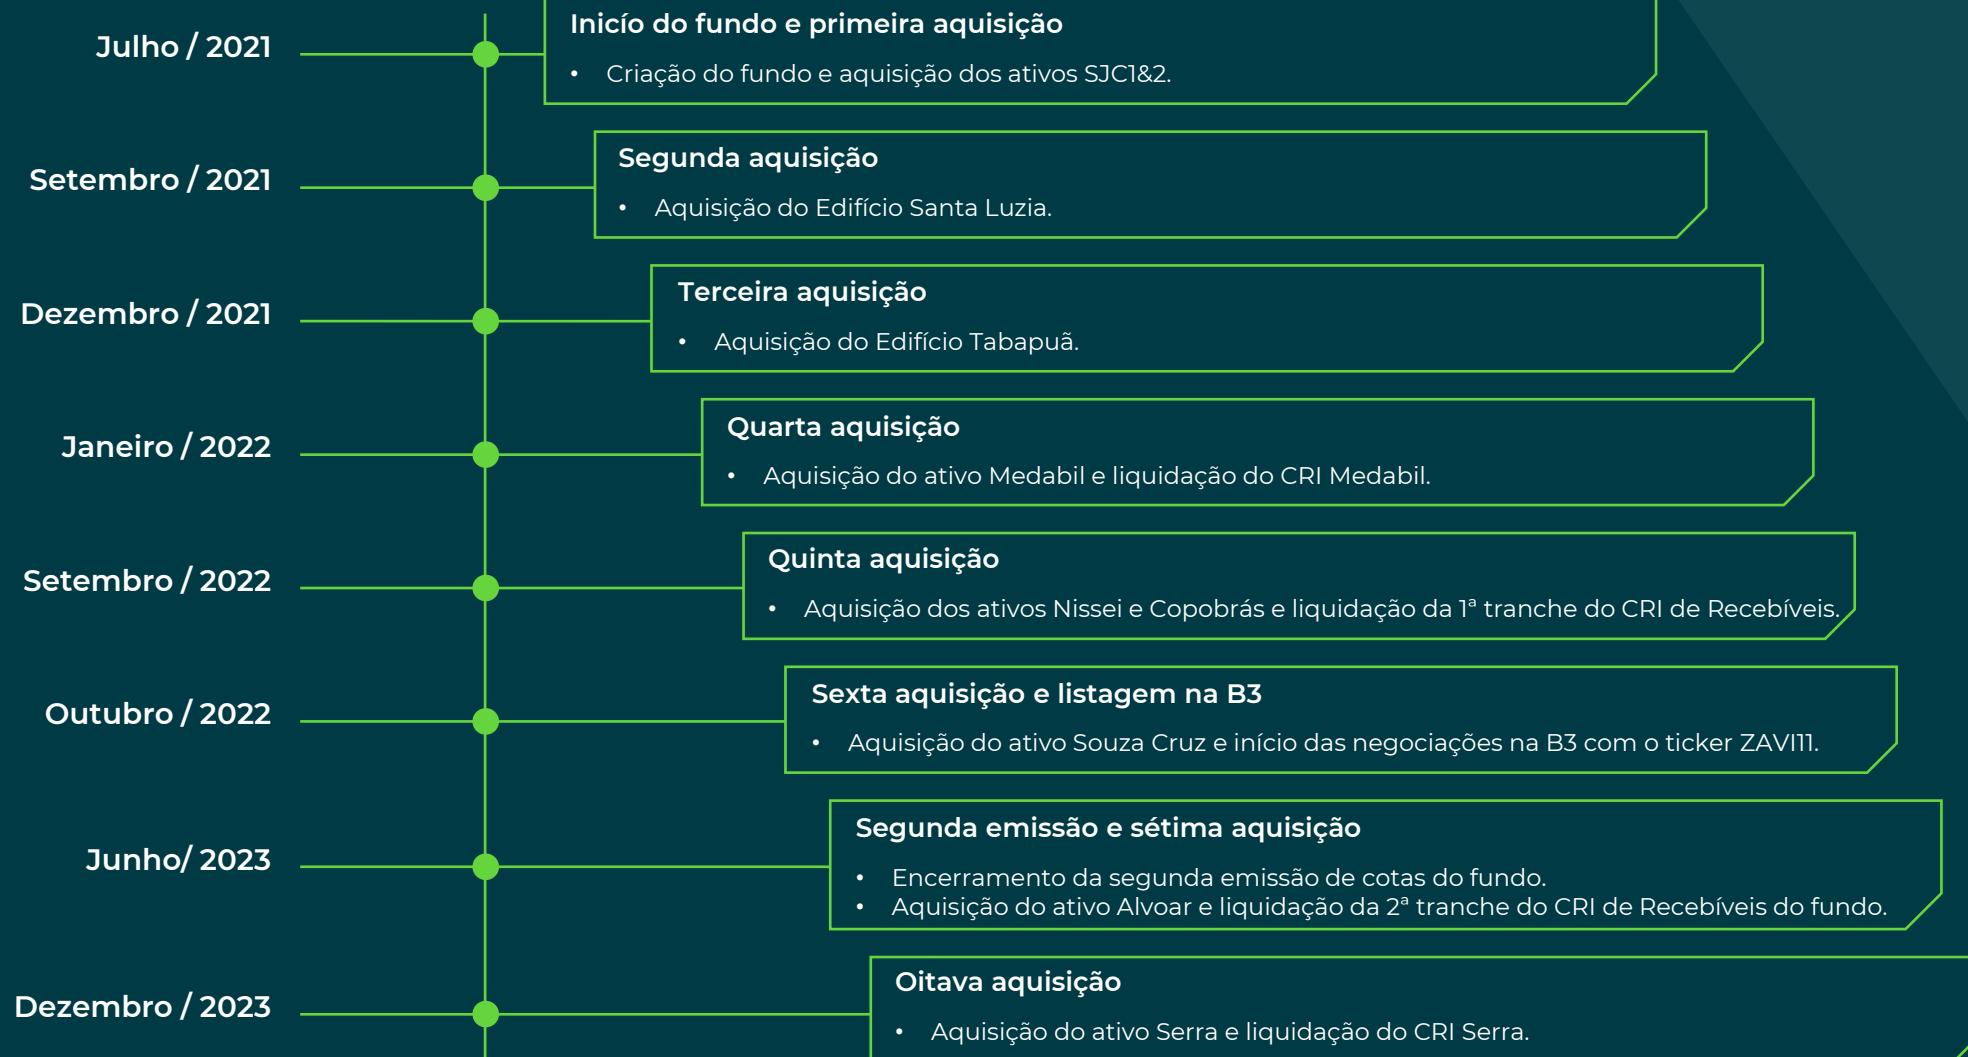 Julho / 2021
Inicío do fundo e primeira aquisição
• Criação do fundo e aquisição dos ativos SJC1&2.
Setembro / 2021
Segunda aquisição
• Aquisição do Edifício Santa Luzia.
Dezembro / 2021
Terceira aquisição
• Aquisição do Edifício Tabapuã.
Janeiro / 2022
Quarta aquisição
• Aquisição do ativo Medabil e liquidação do CRI Medabil.
Setembro / 2022
Quinta aquisição
• Aquisição dos ativos Nissei e Copobrás e liquidação da 1ª tranche do CRI de Recebíveis.
Outubro / 2022
Sexta aquisição e listagem na B3
• Aquisição do ativo Souza Cruz e início das negociações na B3 com o ticker ZAVI11.
Junho/ 2023
Segunda emissão e sétima aquisição
• Encerramento da segunda emissão de cotas do fundo.
• Aquisição do ativo Alvoar e liquidação da 2ª tranche do CRI de Recebíveis do fundo.
Dezembro / 2023
Oitava aquisição
• Aquisição do ativo Serra e liquidação do CRI Serra.